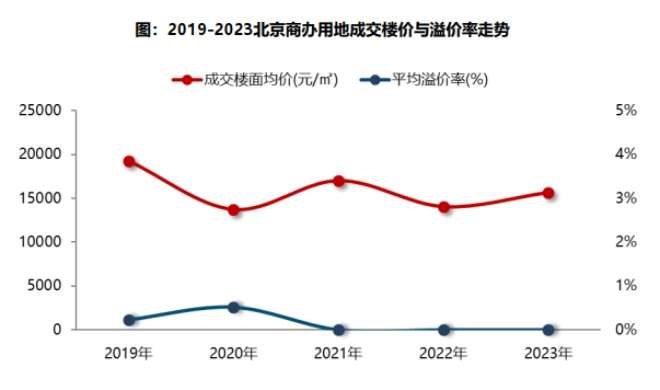 图：2019-2023北京商办用地成交楼价与溢价率走势
成交楼面均价(元/㎡) 平均溢价率(%)
25000 5%
20000 4%
15000 3%
10000 2%
5000 1%
0 0%
2019年 2020年 2021年 2022年 2023年